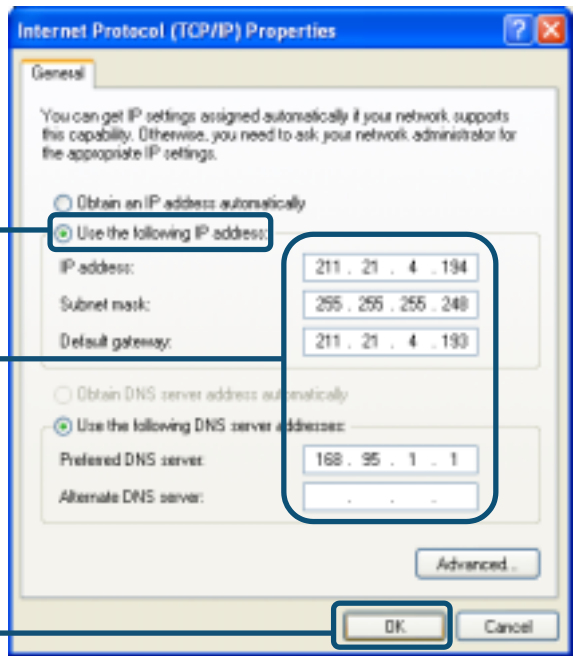 Internet Protocol (TCP/IP) Properties
General
You can get IP settings assigned automatically if your network supports
this capability. Otherwise, you need to ask your network administrator for
the appropriate IP settings.
Obtain an IP address automatically
Use the following IP address:
IP address: 211 . 21 . 4 . 194
Subnet mask: 255 . 255 . 255 . 248
Default gateway: 211 . 21 . 4 . 193
Obtain DNS server address automatically
Use the following DNS server addresses:
Preferred DNS server: 168 . 95 . 1 . 1
Alternate DNS server: . . .
Advanced...
OK Cancel